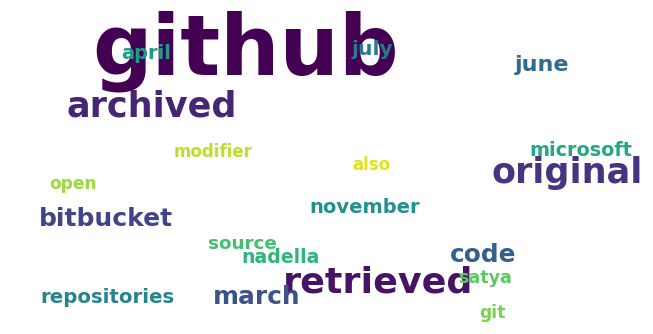 github
april
july
june
archived
modifier
also
microsoft
original
open
bitbucket
november
source
nadella
code
retrieved
satya
repositories
march
git